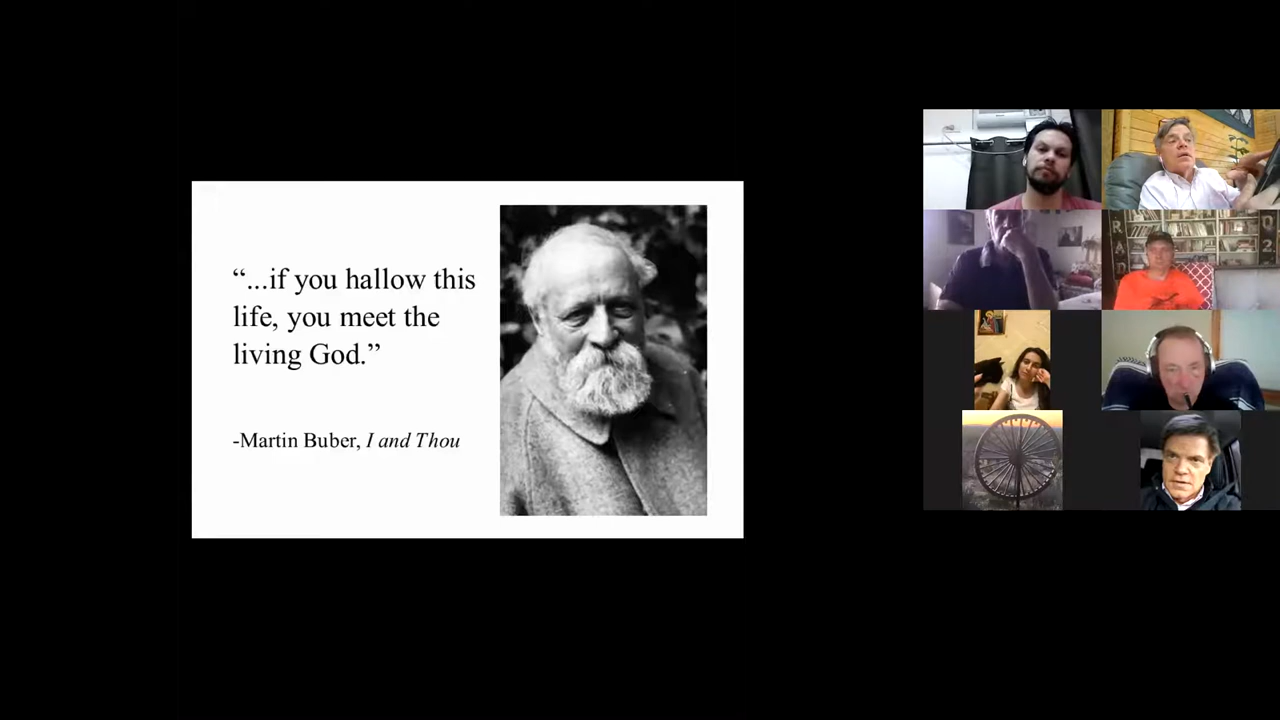 “...if you hallow this
life, you meet the
living God.”
-Martin Buber, I and Thou